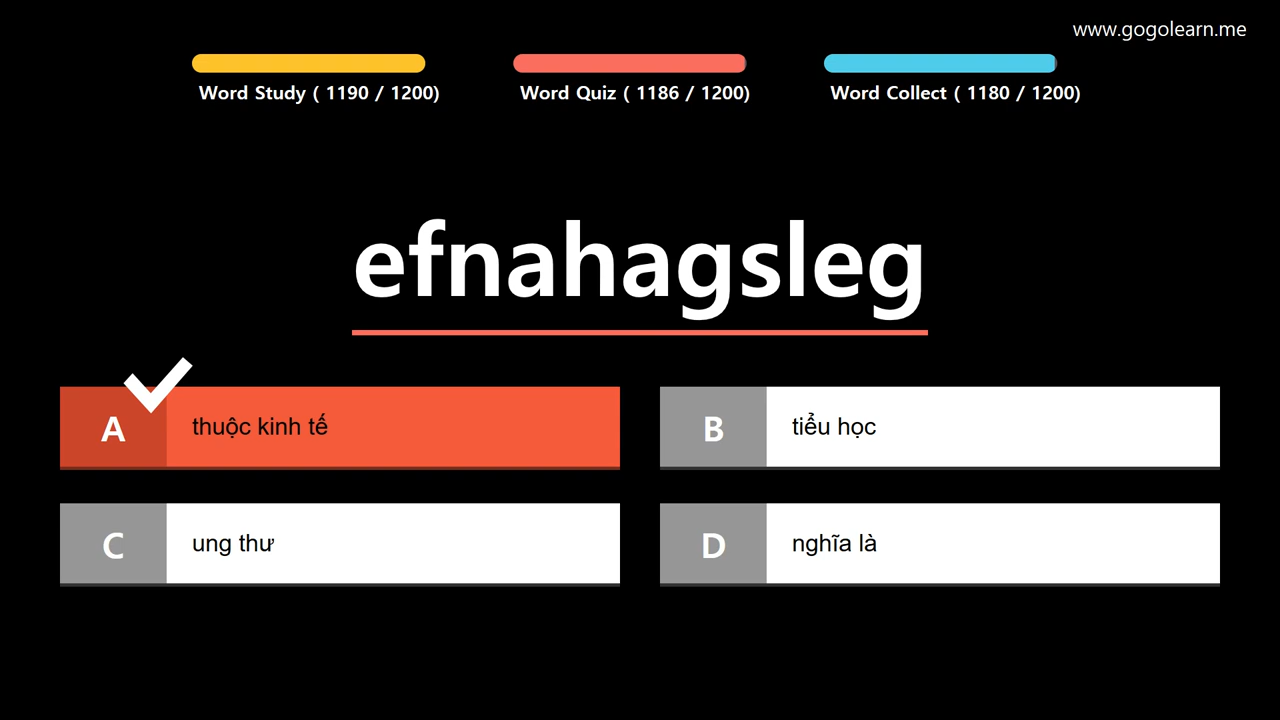 www.gogolearn.me
Word Study ( 1190 / 1200)
Word Quiz ( 1186 / 1200)
Word Collect ( 1180 / 1200)
efnahagsleg
A thuộc kinh tế
B tiểu học
C ung thư
D nghĩa là